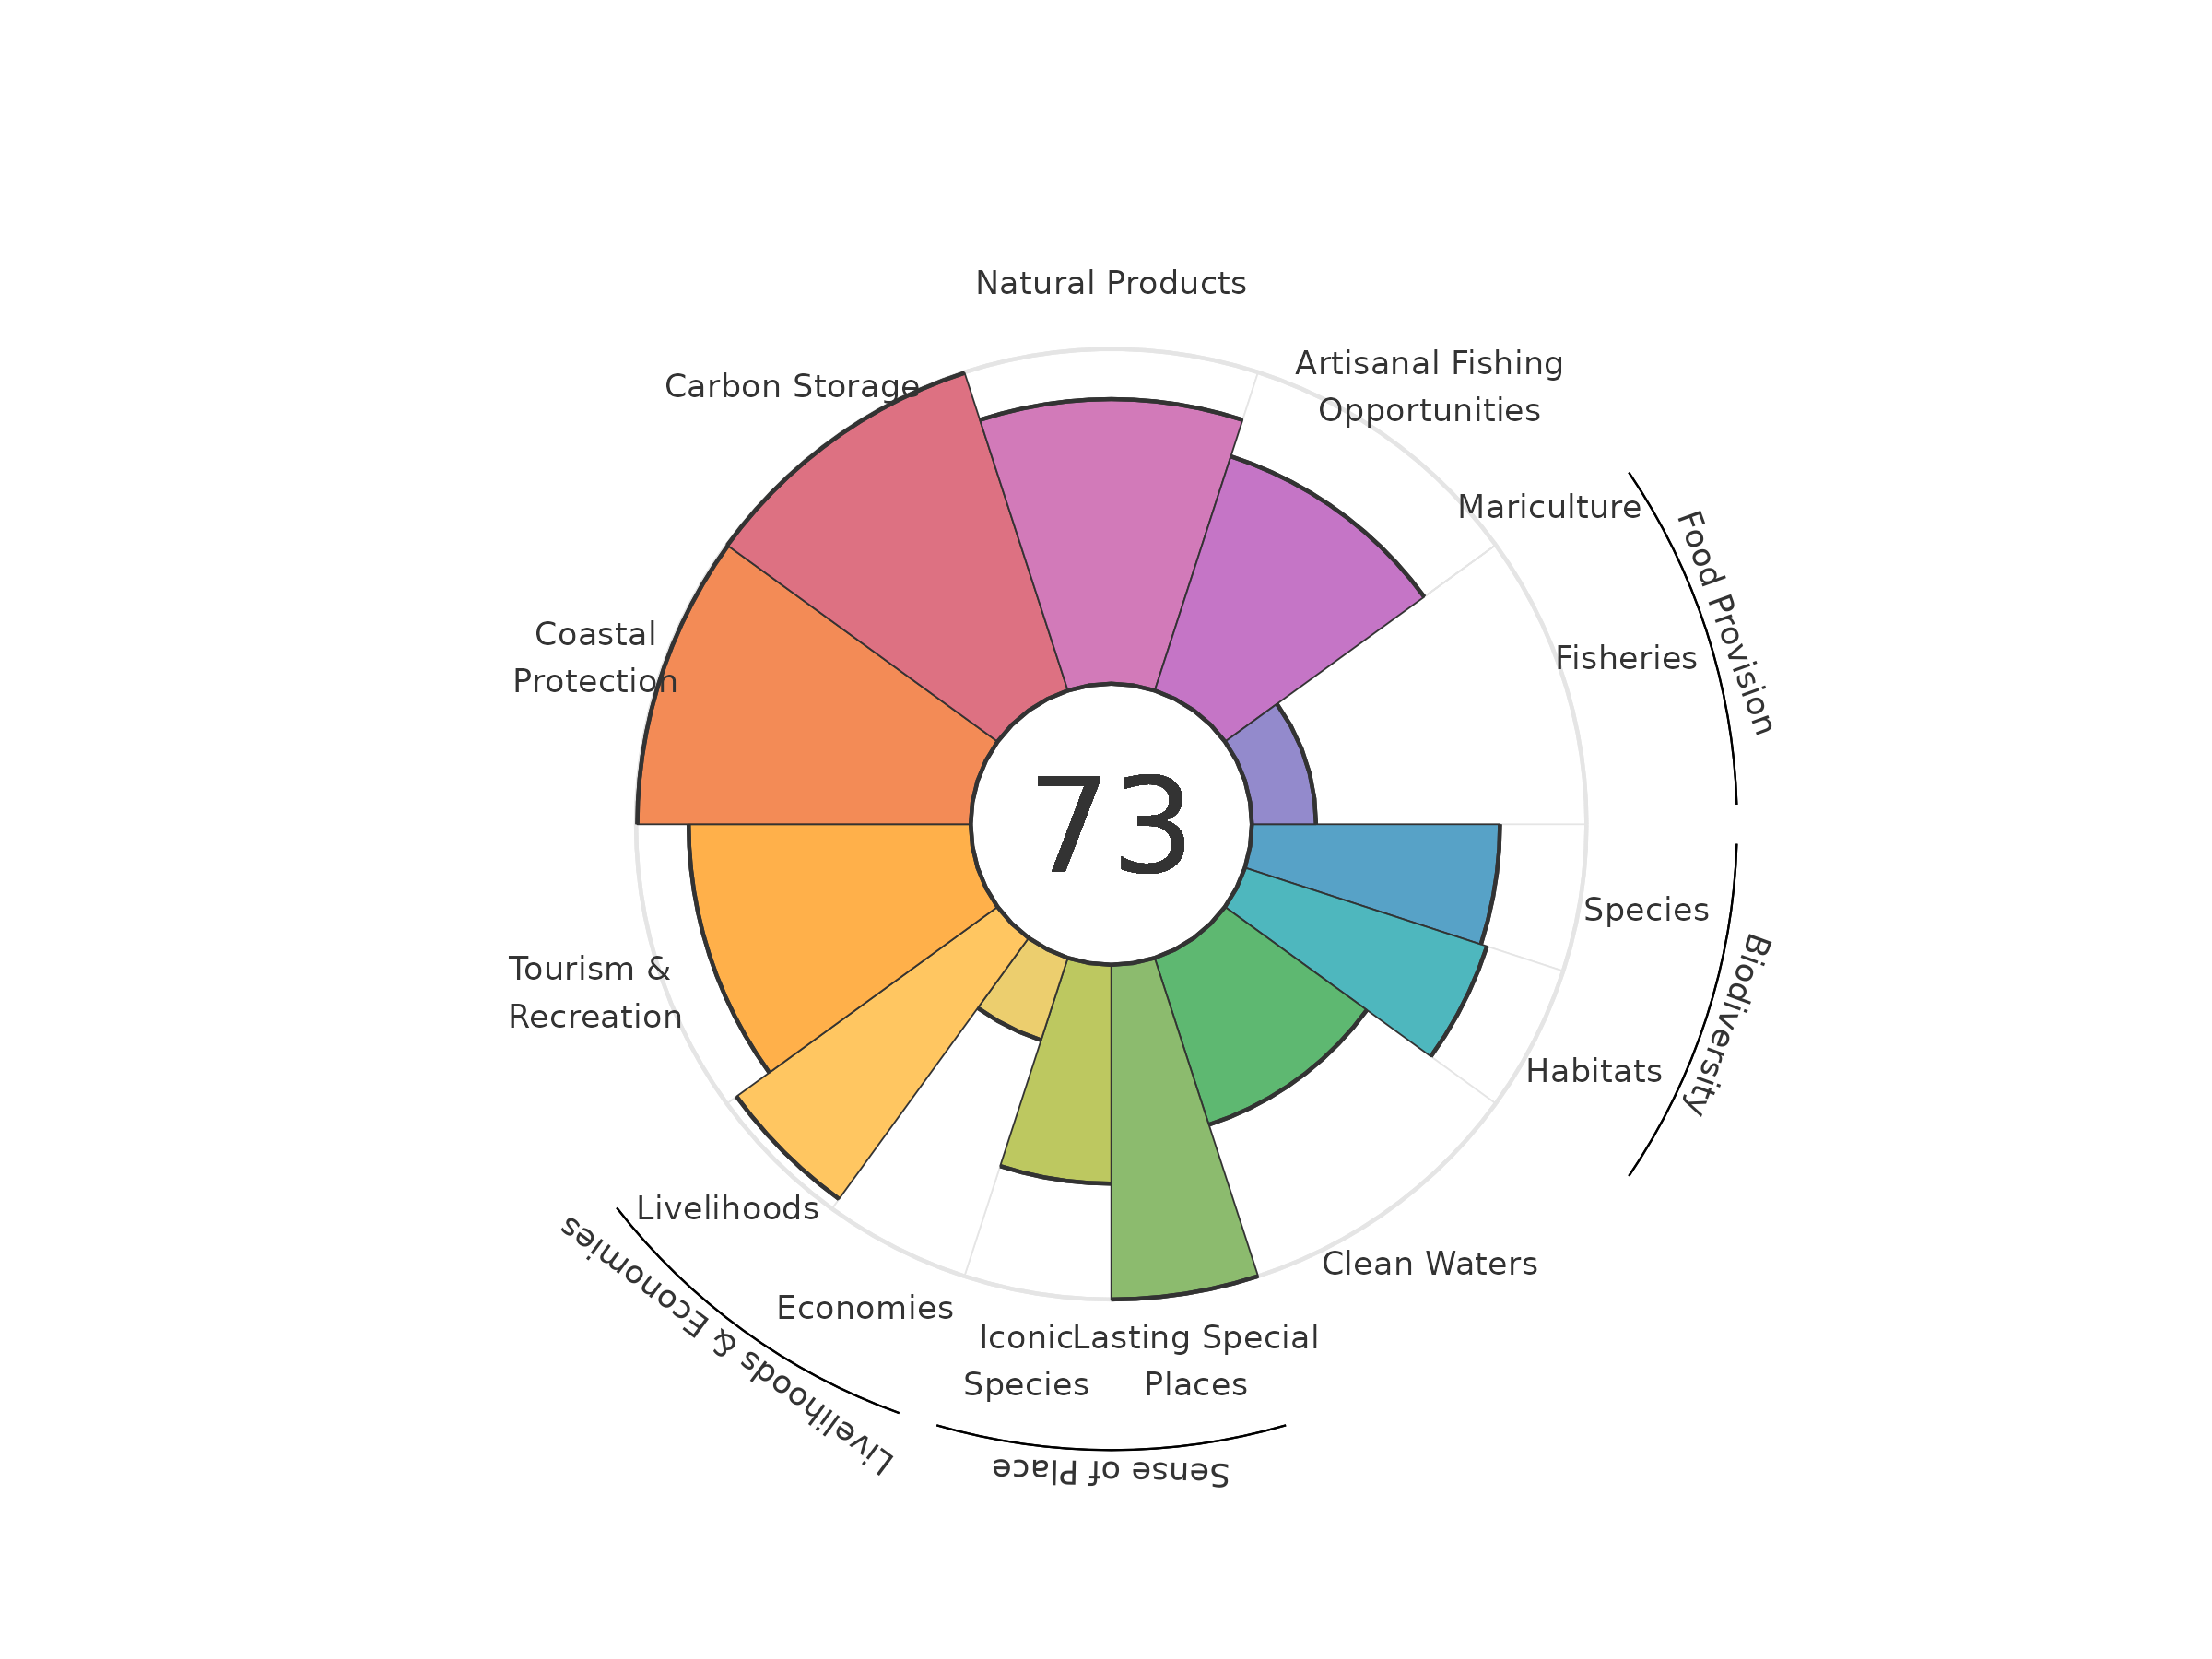 Natural Products
Carbon Storage
Artisanal Fishing
Opportunities
Mariculture
Food Provision
Fisheries
Coastal
Protection
73
Species
Biodiversity
Tourism &
Recreation
Habitats
Livelihoods
Clean Waters
Economies
Livelihoods & Economies
Iconic
Species
Lasting Special
Places
Sense of Place